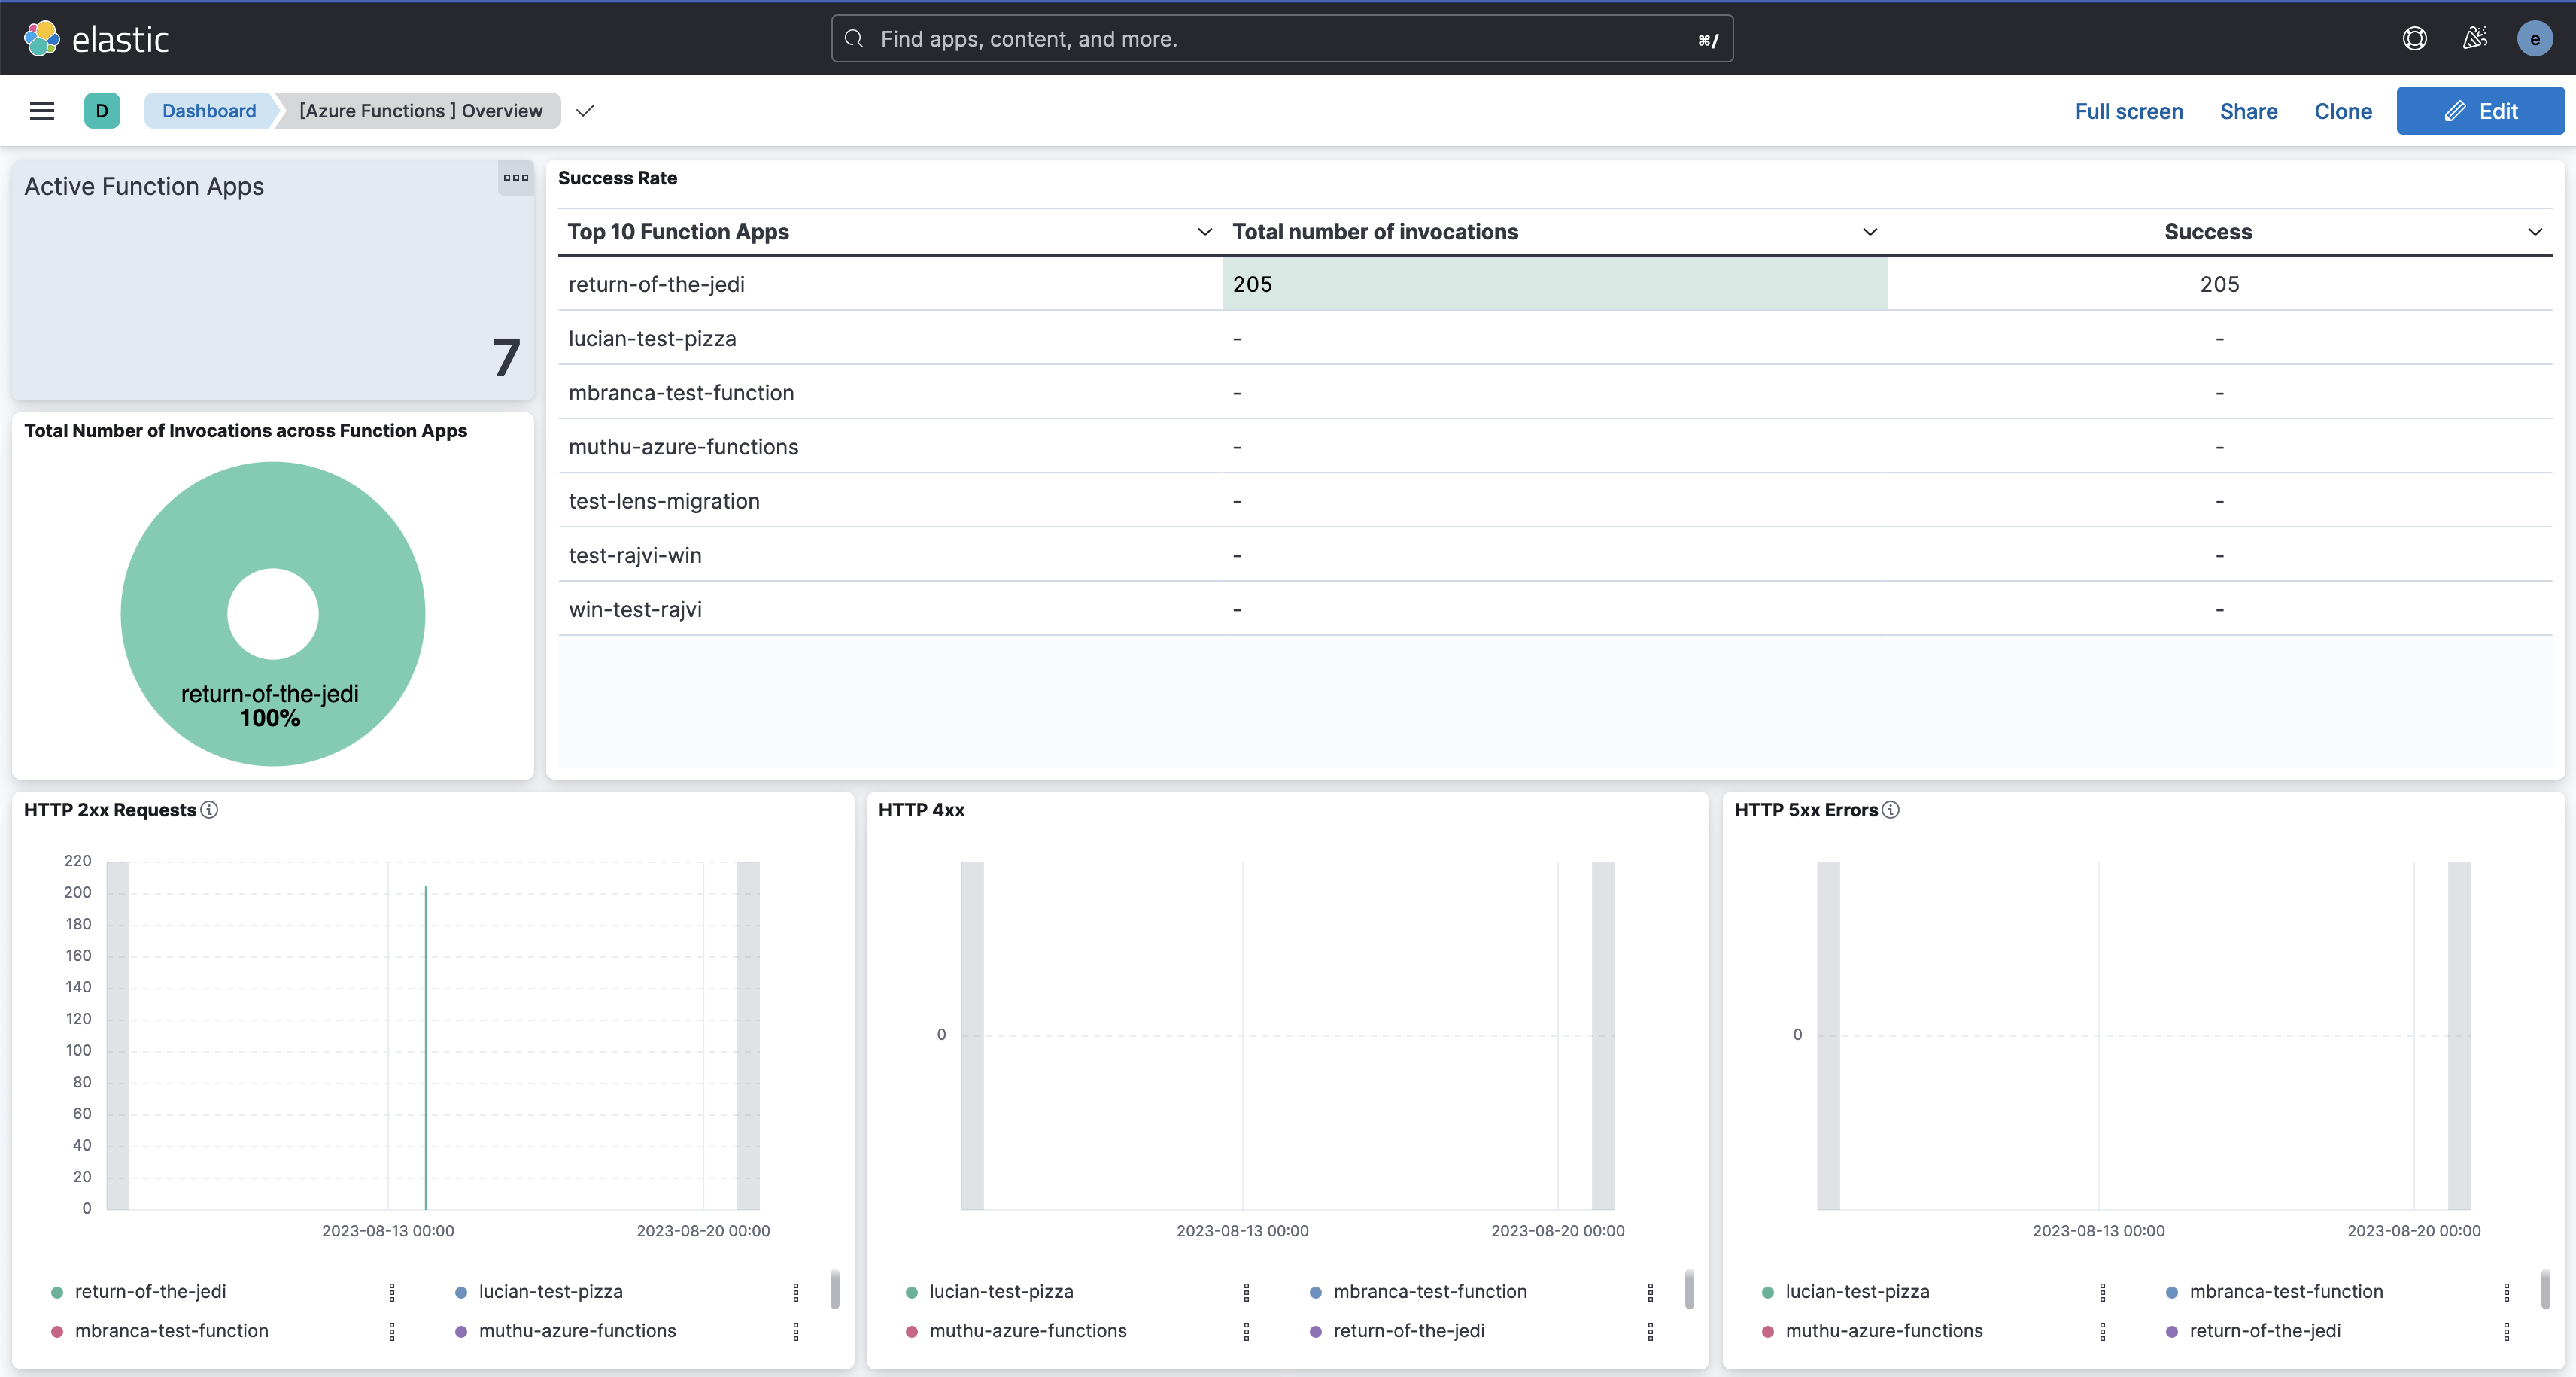 elastic
Find apps, content, and more.
⌘/
e
D
Dashboard
[Azure Functions ] Overview
Full screen
Share
Clone
Edit
Active Function Apps
7
Total Number of Invocations across Function Apps
return-of-the-jedi
100%
Success Rate
Top 10 Function Apps Total number of invocations Success
return-of-the-jedi 205 205
lucian-test-pizza - -
mbranca-test-function - -
muthu-azure-functions - -
test-lens-migration - -
test-rajvi-win - -
win-test-rajvi - -
HTTP 2xx Requests
220
200
180
160
140
120
100
80
60
40
20
0
2023-08-13 00:00 2023-08-20 00:00
return-of-the-jedi lucian-test-pizza
mbranca-test-function muthu-azure-functions
HTTP 4xx
0
2023-08-13 00:00 2023-08-20 00:00
lucian-test-pizza mbranca-test-function
muthu-azure-functions return-of-the-jedi
HTTP 5xx Errors
0
2023-08-13 00:00 2023-08-20 00:00
lucian-test-pizza mbranca-test-function
muthu-azure-functions return-of-the-jedi